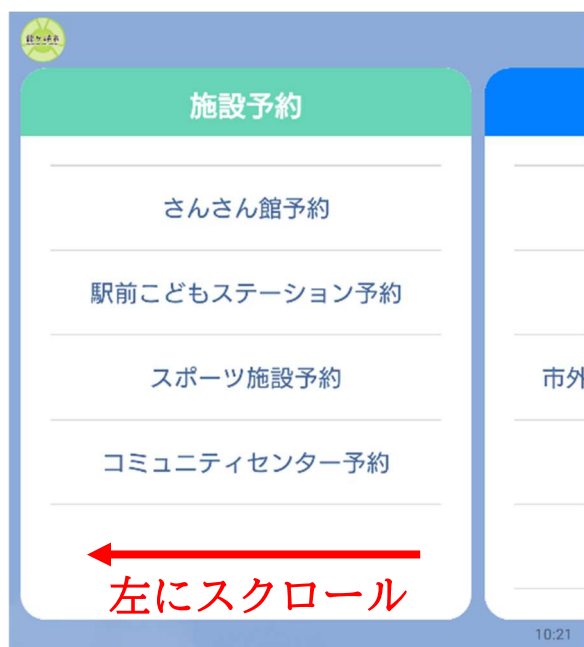 施設予約
さんさん館予約
駅前こどもステーション予約
スポーツ施設予約
市外
コミュニティセンター予約
左にスクロール
10:21